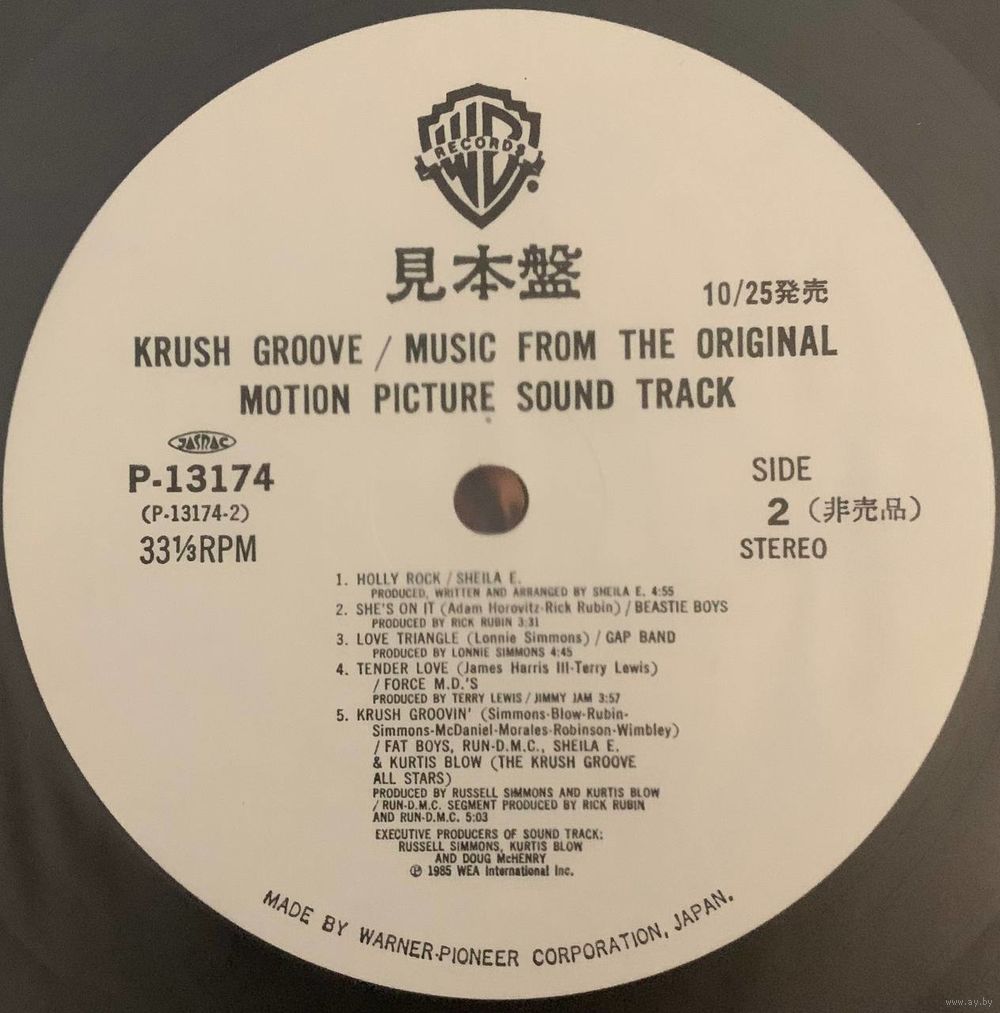 WB RECORDS
見本盤
10/25発売
KRUSH GROOVE / MUSIC FROM THE ORIGINAL
MOTION PICTURE SOUND TRACK
JASRAC
P-13174
(P-13174-2)
33⅓RPM
SIDE
2 (非売品)
STEREO
1. HOLLY ROCK / SHEILA E.
PRODUCED, WRITTEN AND ARRANGED BY SHEILA E. 4:55
2. SHE'S ON IT (Adam Horovitz-Rick Rubin) / BEASTIE BOYS
PRODUCED BY RICK RUBIN 3:31
3. LOVE TRIANGLE (Lonnie Simmons) / GAP BAND
PRODUCED BY LONNIE SIMMONS 4:45
4. TENDER LOVE (James Harris III-Terry Lewis)
/ FORCE M.D.'S
PRODUCED BY TERRY LEWIS / JIMMY JAM 3:57
5. KRUSH GROOVIN' (Simmons-Blow-Rubin-
Simmons-McDaniel-Morales-Robinson-Wimbley)
/ FAT BOYS, RUN-D.M.C., SHEILA E.
& KURTIS BLOW (THE KRUSH GROOVE
ALL STARS)
PRODUCED BY RUSSELL SIMMONS AND KURTIS BLOW
/ RUN-D.M.C. SEGMENT PRODUCED BY RICK RUBIN
AND RUN-D.M.C. 5:03
EXECUTIVE PRODUCERS OF SOUND TRACK:
RUSSELL SIMMONS, KURTIS BLOW
AND DOUG McHENRY
℗ 1985 WEA International Inc.
MADE BY WARNER-PIONEER CORPORATION, JAPAN.
www.ay.by